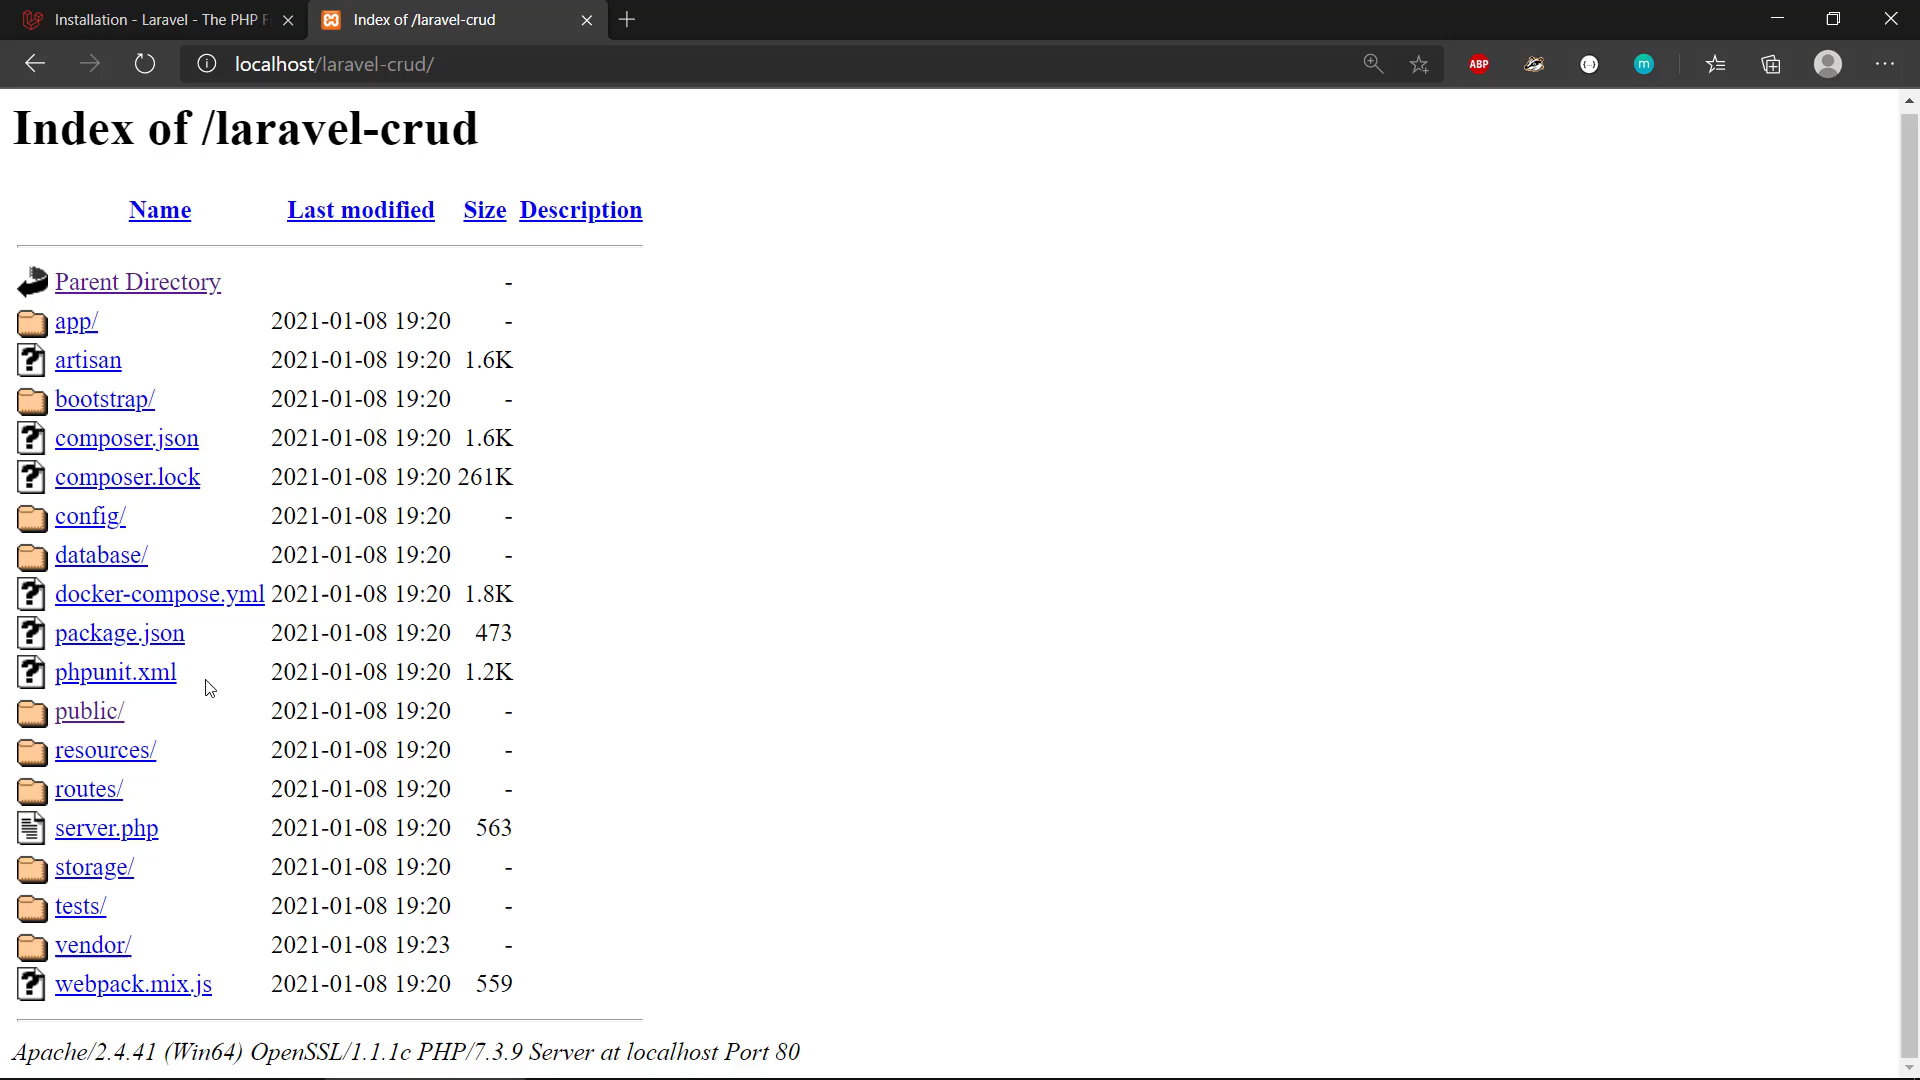 Installation - Laravel - The PHP F
Index of /laravel-crud
localhost/laravel-crud/
ABP
{···}
m
Index of /laravel-crud
Name Last modified Size Description
Parent Directory -
app/ 2021-01-08 19:20 -
artisan 2021-01-08 19:20 1.6K
bootstrap/ 2021-01-08 19:20 -
composer.json 2021-01-08 19:20 1.6K
composer.lock 2021-01-08 19:20 261K
config/ 2021-01-08 19:20 -
database/ 2021-01-08 19:20 -
docker-compose.yml 2021-01-08 19:20 1.8K
package.json 2021-01-08 19:20 473
phpunit.xml 2021-01-08 19:20 1.2K
public/ 2021-01-08 19:20 -
resources/ 2021-01-08 19:20 -
routes/ 2021-01-08 19:20 -
server.php 2021-01-08 19:20 563
storage/ 2021-01-08 19:20 -
tests/ 2021-01-08 19:20 -
vendor/ 2021-01-08 19:23 -
webpack.mix.js 2021-01-08 19:20 559
Apache/2.4.41 (Win64) OpenSSL/1.1.1c PHP/7.3.9 Server at localhost Port 80